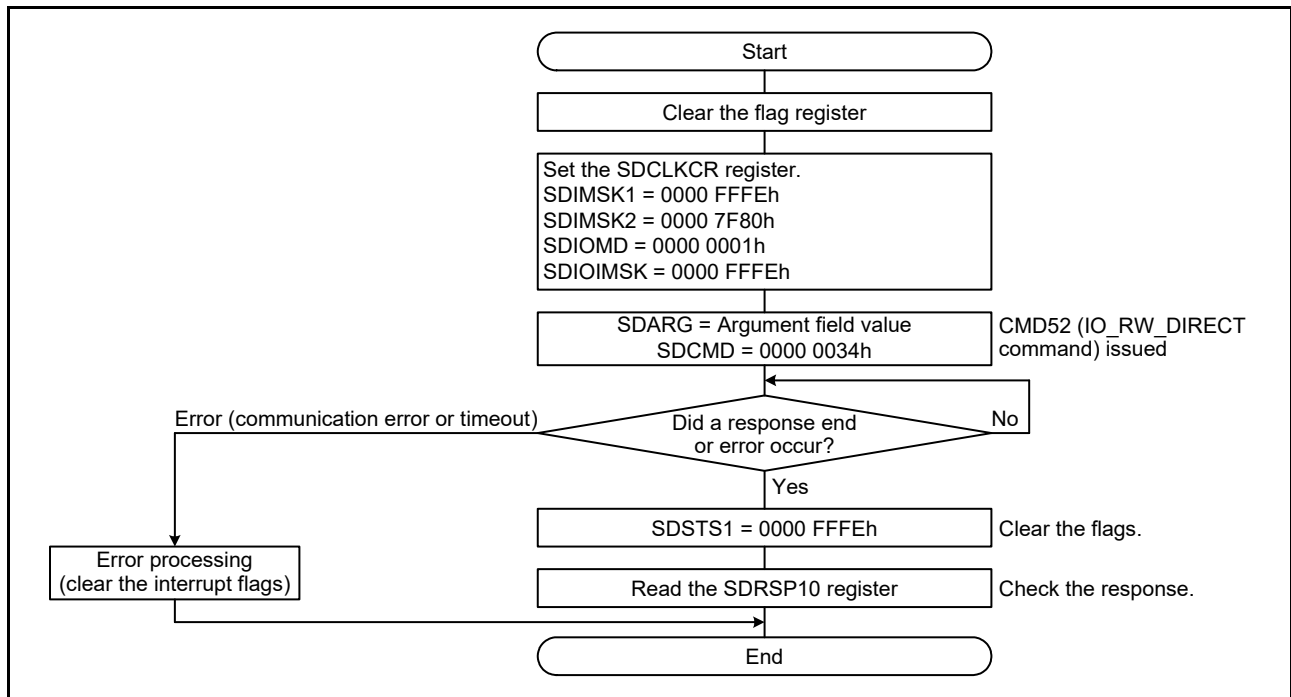 Start
Clear the flag register
Set the SDCLKCR register.
SDIMSK1 = 0000 FFFEh
SDIMSK2 = 0000 7F80h
SDIOMD = 0000 0001h
SDIOIMSK = 0000 FFFEh
SDARG = Argument field value
SDCMD = 0000 0034h
CMD52 (IO_RW_DIRECT
command) issued
Error (communication error or timeout)
Did a response end
or error occur?
No
Yes
SDSTS1 = 0000 FFFEh
Clear the flags.
Error processing
(clear the interrupt flags)
Read the SDRSP10 register
Check the response.
End